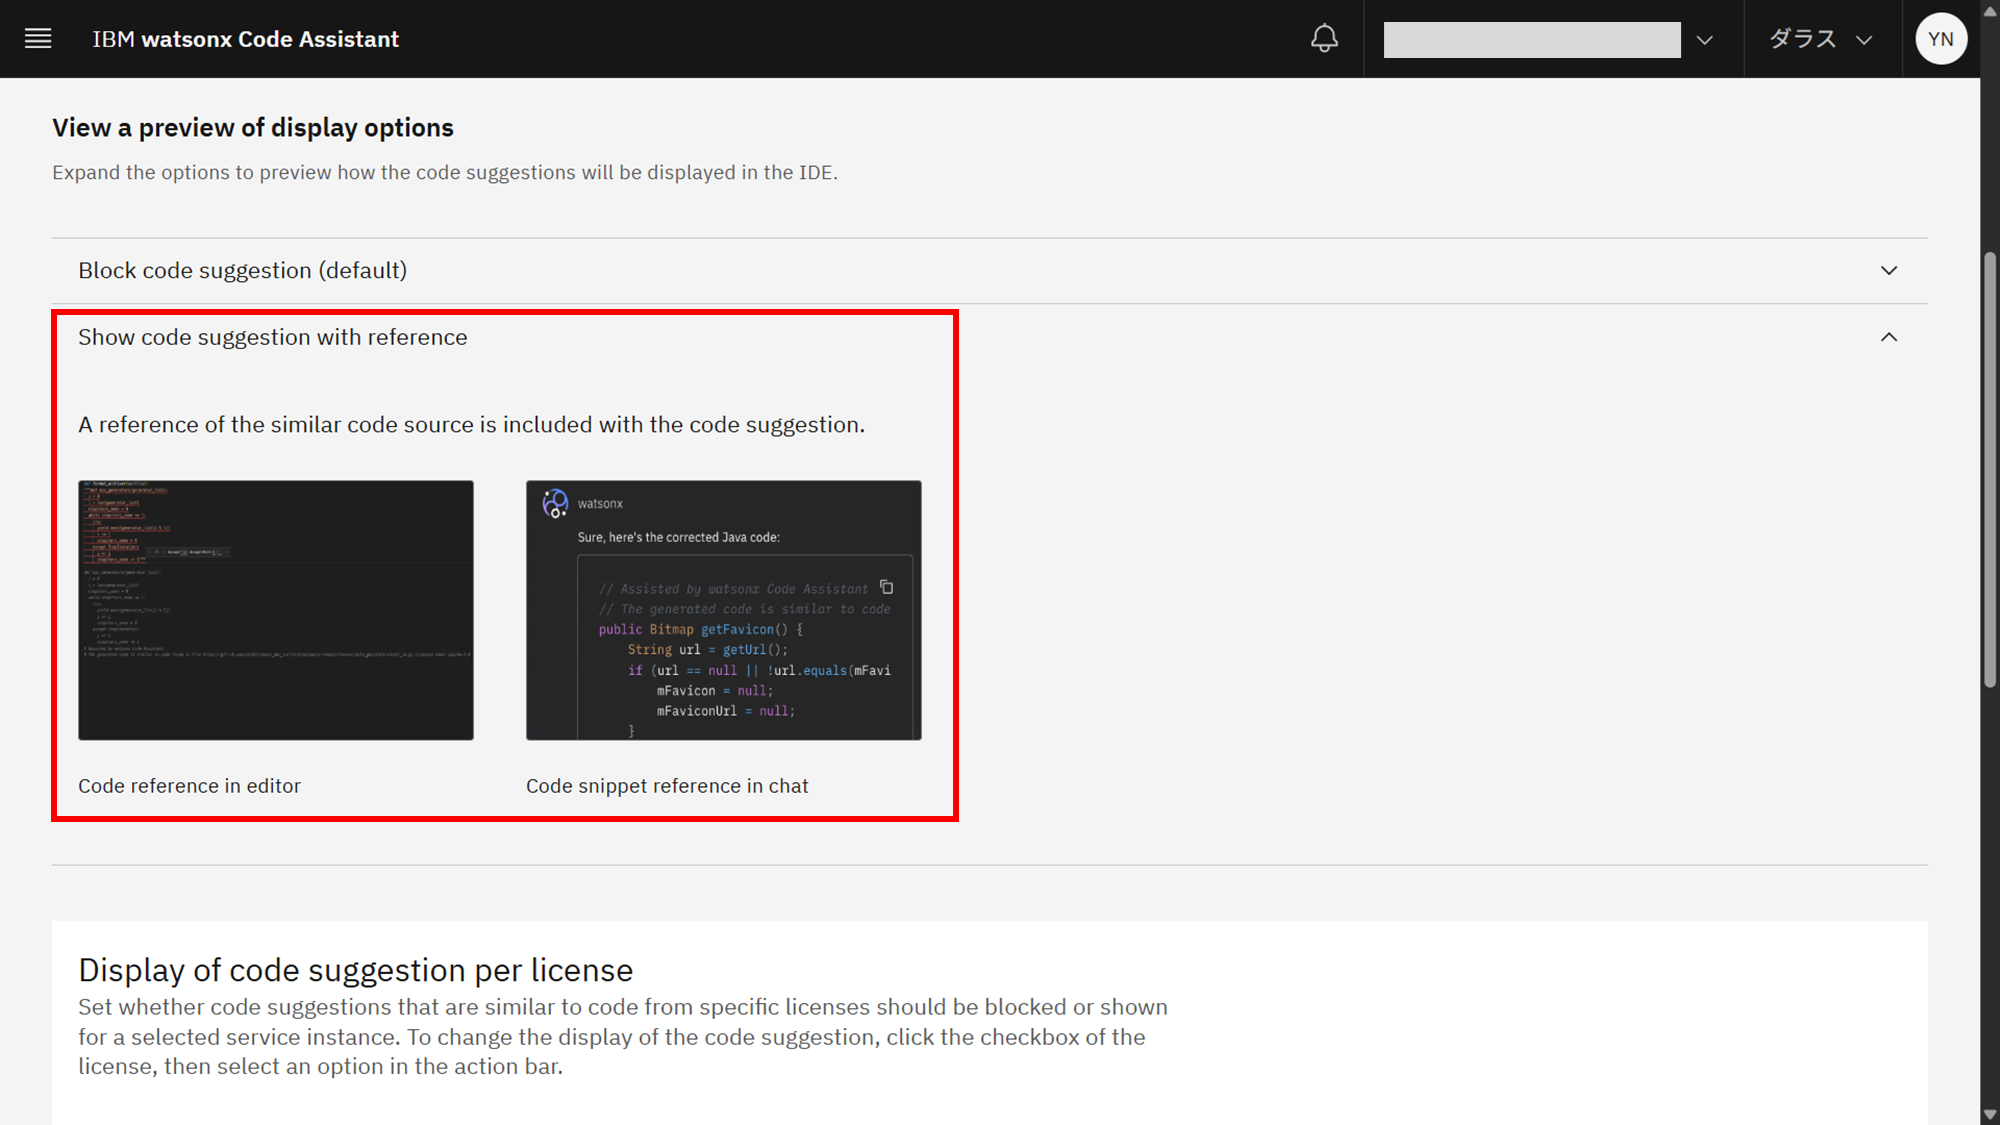 IBM watsonx Code Assistant
ダラス
YN
View a preview of display options
Expand the options to preview how the code suggestions will be displayed in the IDE.
Block code suggestion (default)
Show code suggestion with reference
A reference of the similar code source is included with the code suggestion.
watsonx
Sure, here's the corrected Java code:
// Assisted by watsonx Code Assistant
// The generated code is similar to code
public Bitmap getFavicon() {
String url = getUrl();
if (url == null || !url.equals(mFavi
mFavicon = null;
mFaviconUrl = null;
}
Code reference in editor
Code snippet reference in chat
Display of code suggestion per license
Set whether code suggestions that are similar to code from specific licenses should be blocked or shown
for a selected service instance. To change the display of the code suggestion, click the checkbox of the
license, then select an option in the action bar.